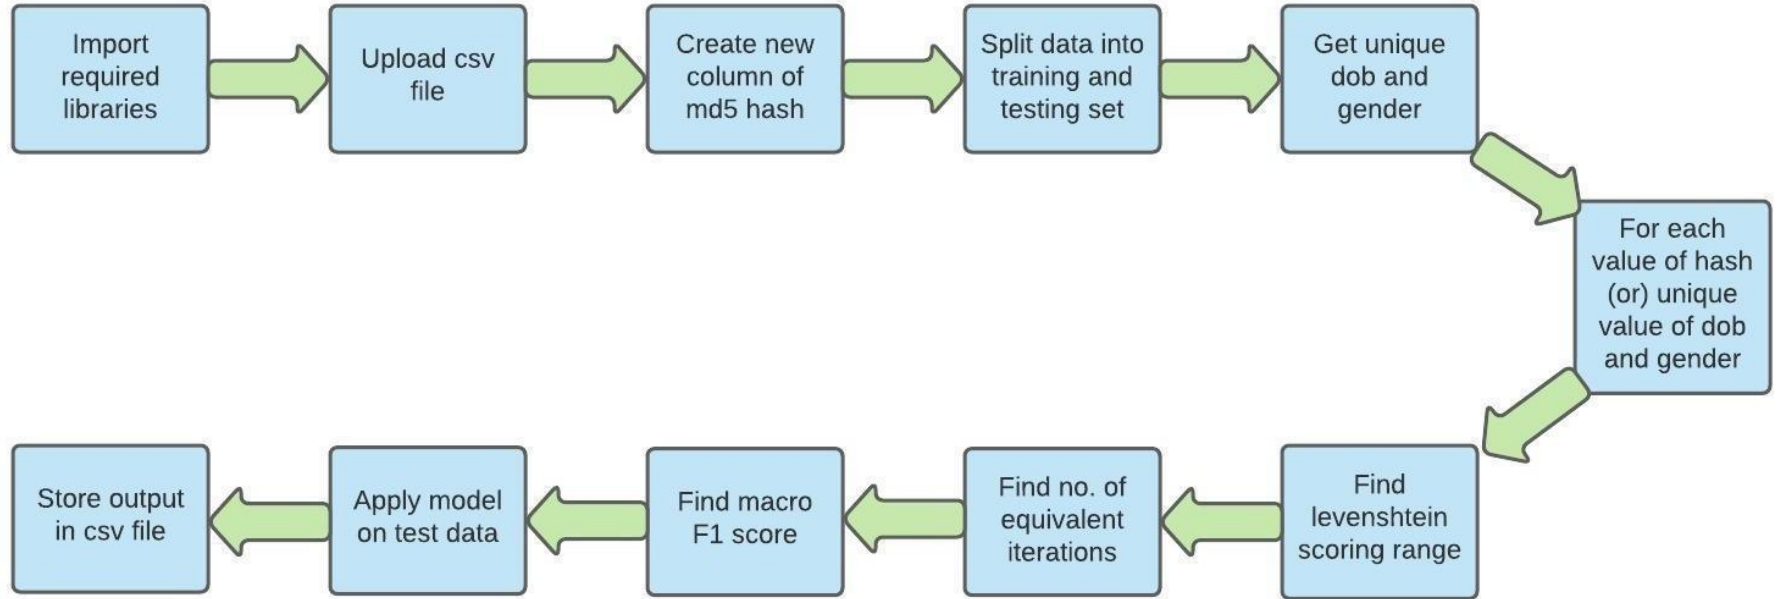 Import
required
libraries
Upload csv
file
Create new
column of
md5 hash
Split data into
training and
testing set
Get unique
dob and
gender
For each
value of hash
(or) unique
value of dob
and gender
Find
levenshtein
scoring range
Find no. of
equivalent
iterations
Find macro
F1 score
Apply model
on test data
Store output
in csv file